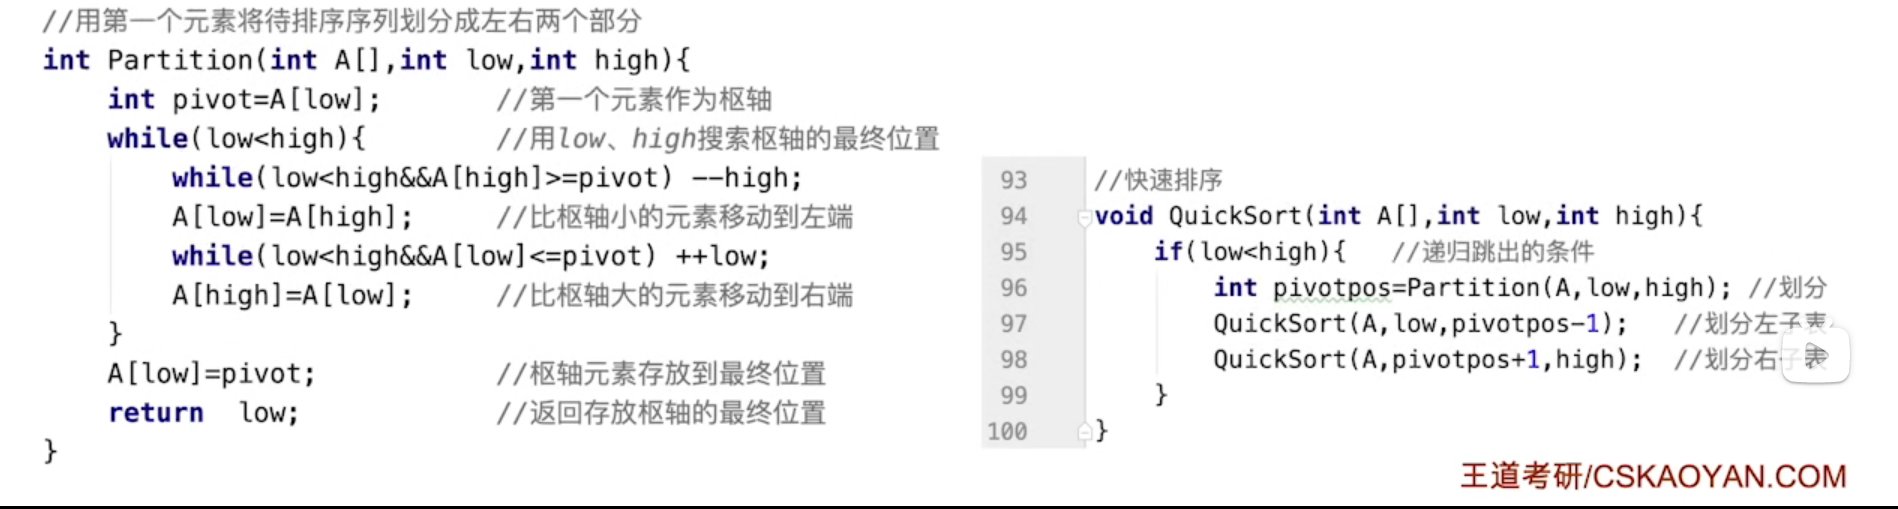 //用第一个元素将待排序序列划分成左右两个部分
int Partition(int A[],int low,int high){
    int pivot=A[low];       //第一个元素作为枢轴
    while(low<high){        //用low、high搜索枢轴的最终位置
        while(low<high&&A[high]>=pivot) --high;
        A[low]=A[high];     //比枢轴小的元素移动到左端
        while(low<high&&A[low]<=pivot) ++low;
        A[high]=A[low];     //比枢轴大的元素移动到右端
    }
    A[low]=pivot;           //枢轴元素存放到最终位置
    return  low;            //返回存放枢轴的最终位置
}
93 //快速排序
94 void QuickSort(int A[],int low,int high){
95     if(low<high){   //递归跳出的条件
96         int pivotpos=Partition(A,low,high); //划分
97         QuickSort(A,low,pivotpos-1);   //划分左子表
98         QuickSort(A,pivotpos+1,high);  //划分右子表
99     }
100 }
王道考研/CSKAOYAN.COM